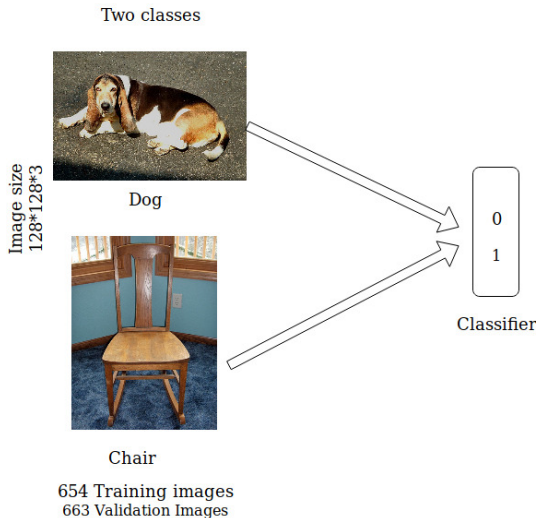 Two classes
Image size
128*128*3
Dog
0
1
Classifier
Chair
654 Training images
663 Validation Images